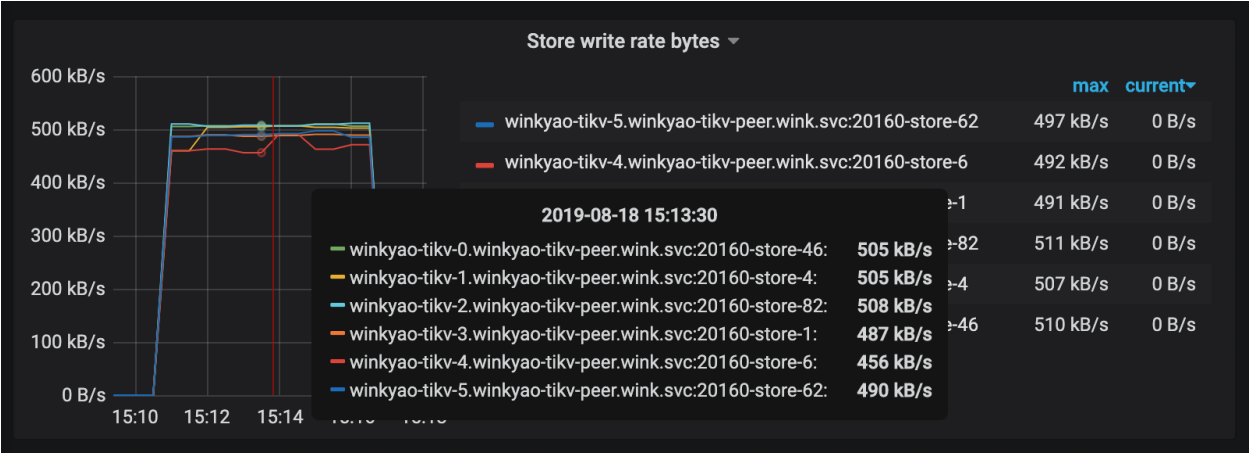 Store write rate bytes
600 kB/s
500 kB/s
400 kB/s
300 kB/s
200 kB/s
100 kB/s
0 B/s
15:10 15:12 15:14
max current
winkyao-tikv-5.winkyao-tikv-peer.wink.svc:20160-store-62 497 kB/s 0 B/s
winkyao-tikv-4.winkyao-tikv-peer.wink.svc:20160-store-6 492 kB/s 0 B/s
-1 491 kB/s 0 B/s
-82 511 kB/s 0 B/s
-4 507 kB/s 0 B/s
-46 510 kB/s 0 B/s
2019-08-18 15:13:30
winkyao-tikv-0.winkyao-tikv-peer.wink.svc:20160-store-46: 505 kB/s
winkyao-tikv-1.winkyao-tikv-peer.wink.svc:20160-store-4: 505 kB/s
winkyao-tikv-2.winkyao-tikv-peer.wink.svc:20160-store-82: 508 kB/s
winkyao-tikv-3.winkyao-tikv-peer.wink.svc:20160-store-1: 487 kB/s
winkyao-tikv-4.winkyao-tikv-peer.wink.svc:20160-store-6: 456 kB/s
winkyao-tikv-5.winkyao-tikv-peer.wink.svc:20160-store-62: 490 kB/s